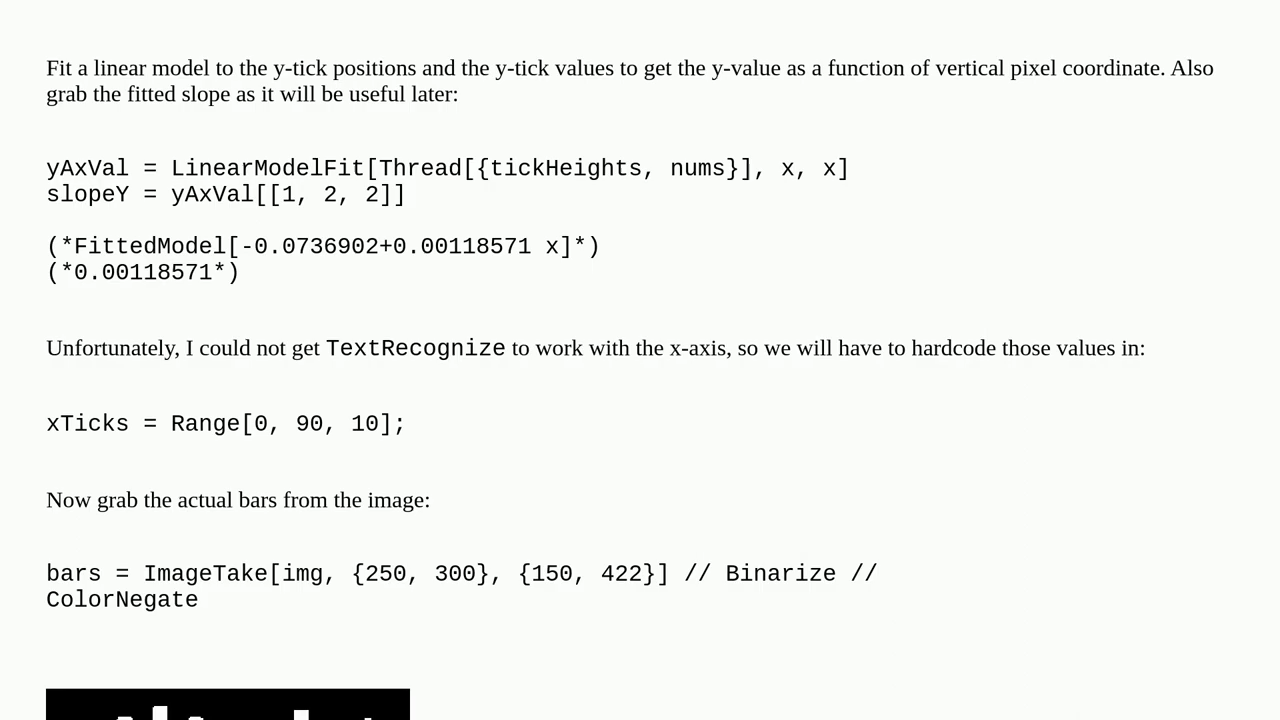 Fit a linear model to the y-tick positions and the y-tick values to get the y-value as a function of vertical pixel coordinate. Also
grab the fitted slope as it will be useful later:
yAxVal = LinearModelFit[Thread[{tickHeights, nums}], x, x]
slopeY = yAxVal[[1, 2, 2]]
(*FittedModel[-0.0736902+0.00118571 x]*)
(*0.00118571*)
Unfortunately, I could not get TextRecognize to work with the x-axis, so we will have to hardcode those values in:
xTicks = Range[0, 90, 10];
Now grab the actual bars from the image:
bars = ImageTake[img, {250, 300}, {150, 422}] // Binarize //
ColorNegate